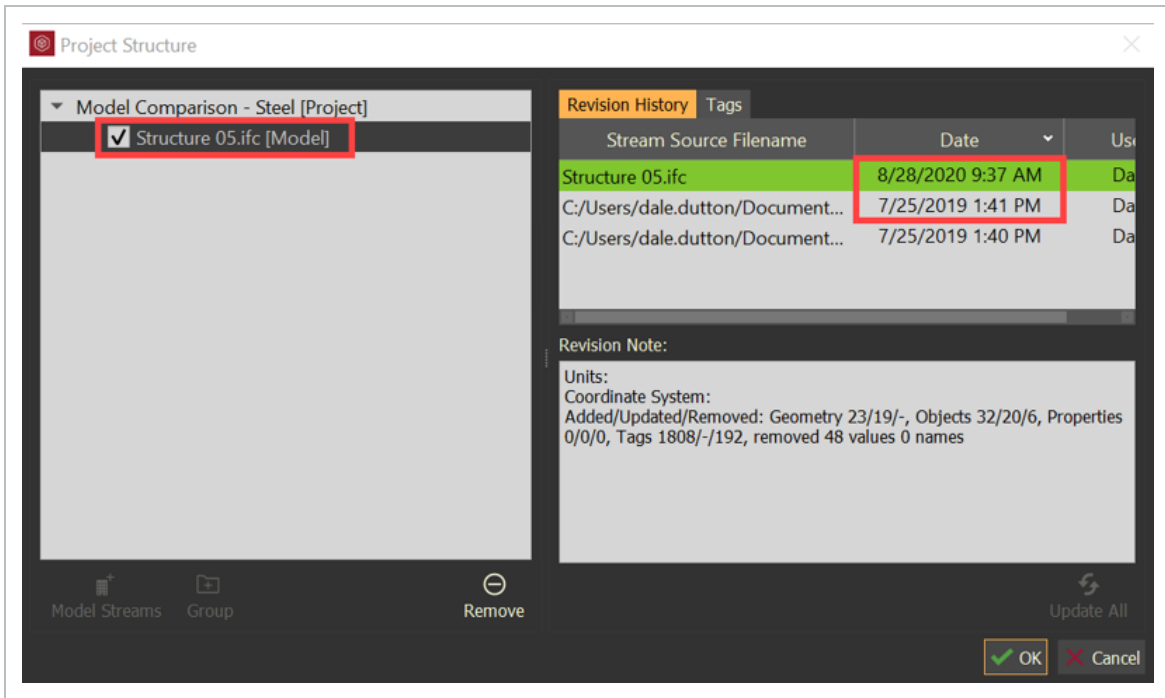 Project Structure
Model Comparison - Steel [Project]
Structure 05.ifc [Model]
Revision History Tags
Stream Source Filename Date
Structure 05.ifc 8/28/2020 9:37 AM Da
C:/Users/dale.dutton/Document... 7/25/2019 1:41 PM Da
C:/Users/dale.dutton/Document... 7/25/2019 1:40 PM Da
Revision Note:
Units:
Coordinate System:
Added/Updated/Removed: Geometry 23/19/-, Objects 32/20/6, Properties
0/0/0, Tags 1808/-/192, removed 48 values 0 names
Model Streams Group Remove
Update All
OK Cancel